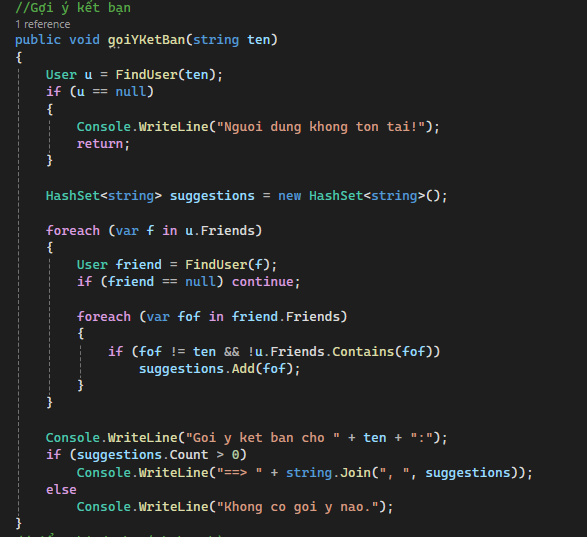 //Gợi ý kết bạn
1 reference
public void goiYKetBan(string ten)
{
User u = FindUser(ten);
if (u == null)
{
Console.WriteLine("Nguoi dung khong ton tai!");
return;
}
HashSet<string> suggestions = new HashSet<string>();
foreach (var f in u.Friends)
{
User friend = FindUser(f);
if (friend == null) continue;
foreach (var fof in friend.Friends)
{
if (fof != ten && !u.Friends.Contains(fof))
suggestions.Add(fof);
}
}
Console.WriteLine("Goi y ket ban cho " + ten + ":");
if (suggestions.Count > 0)
Console.WriteLine("==> " + string.Join(", ", suggestions));
else
Console.WriteLine("Khong co goi y nao.");
}